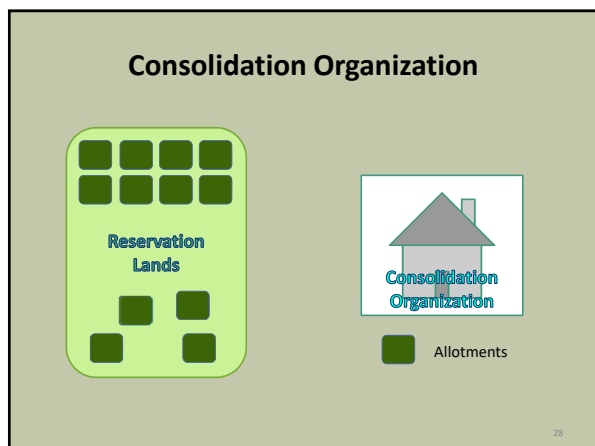 Consolidation Organization
Reservation
Lands
Consolidation
Organization
Allotments
28